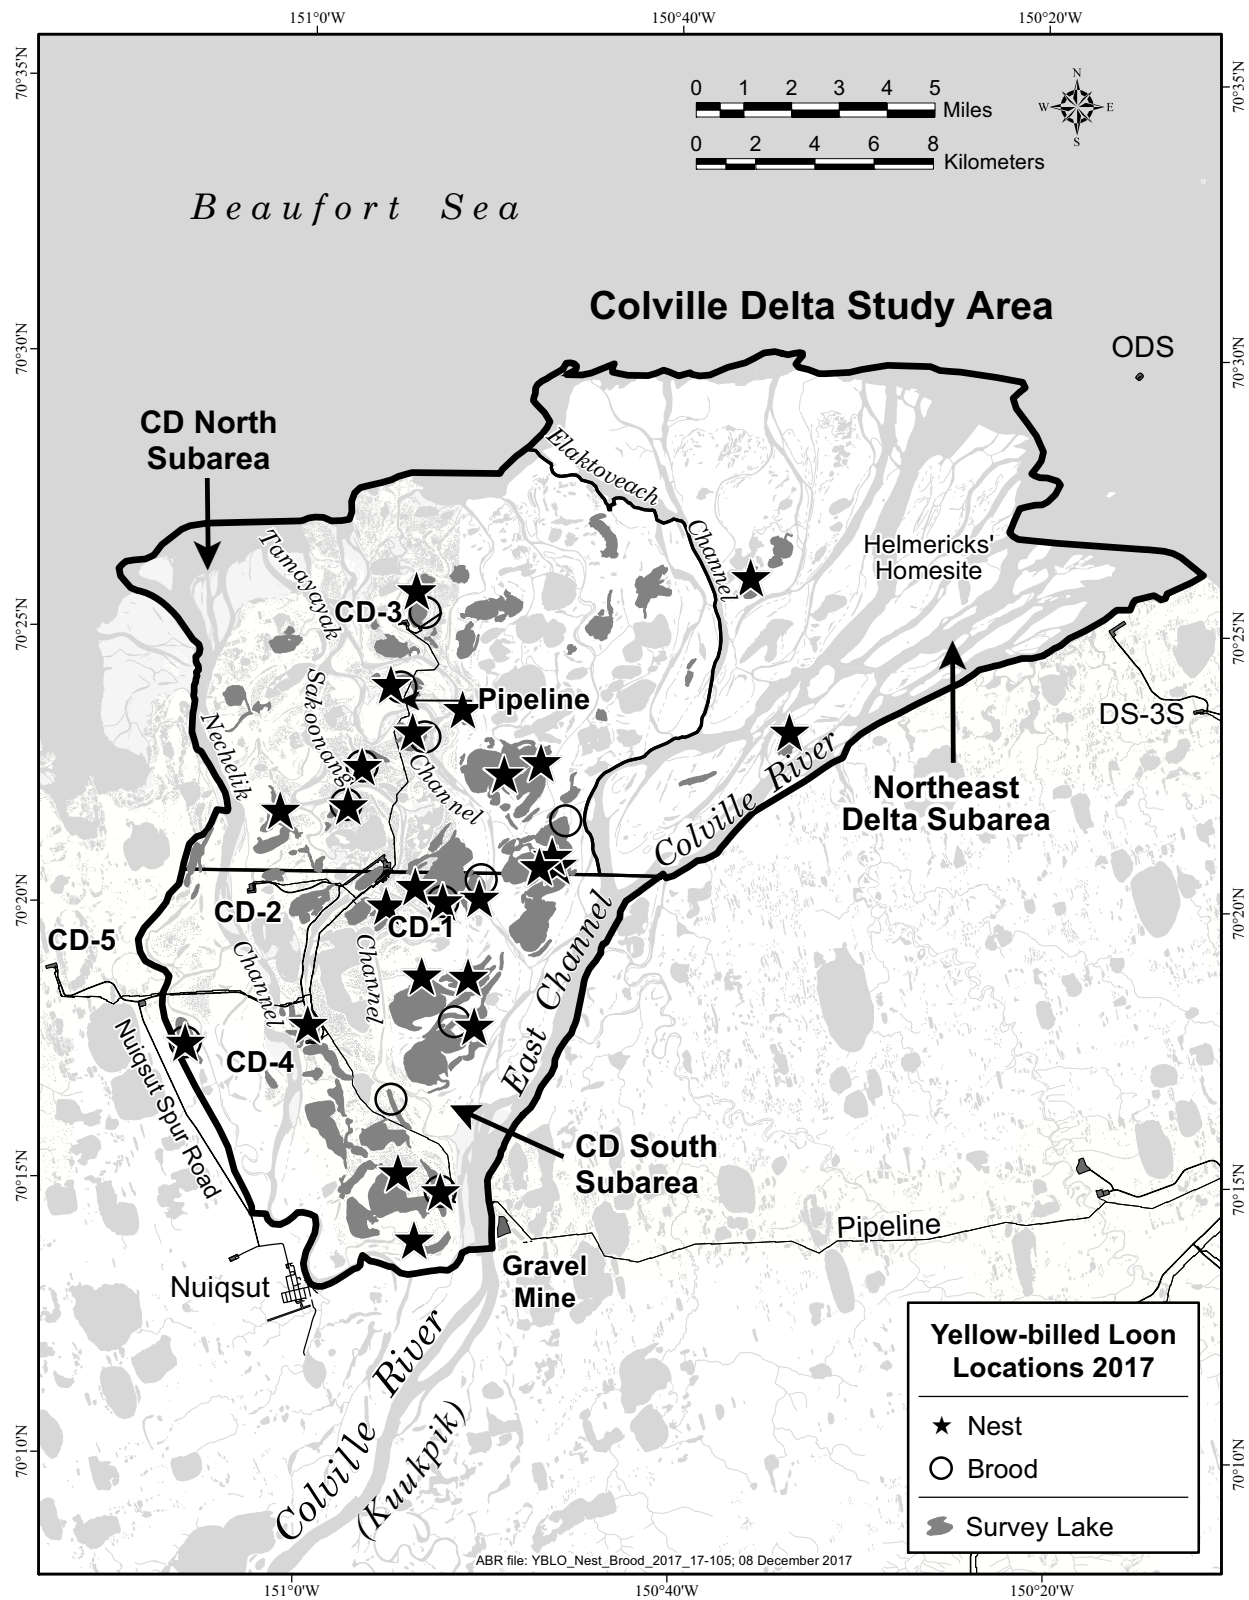 151°0'W
150°40'W
150°20'W
70°35'N
70°35'N
0 1 2 3 4 5
Miles
0 2 4 6 8
Kilometers
N
W
E
S
Beaufort Sea
Colville Delta Study Area
ODS
70°30'N
70°30'N
CD North
Subarea
Elaktoveach
Channel
Tamayayak
Helmericks'
Homesite
CD-3
70°25'N
70°25'N
Sakoonang
Pipeline
Nechelik
Channel
DS-3S
Colville River
Northeast
Delta Subarea
CD-2
CD-1
70°20'N
70°20'N
CD-5
Channel
Channel
East Channel
Nuiqsut Spur Road
CD-4
CD South
Subarea
70°15'N
70°15'N
Pipeline
Gravel
Mine
Nuiqsut
Colville River
(Kuukpik)
Yellow-billed Loon
Locations 2017
Nest
Brood
Survey Lake
70°10'N
70°10'N
ABR file: YBLO_Nest_Brood_2017_17-105; 08 December 2017
151°0'W
150°40'W
150°20'W